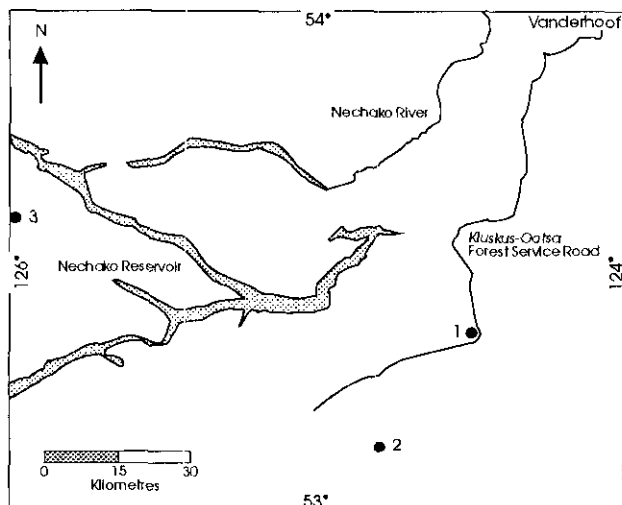 54°
Vanderhoof
N
Nechako River
3
Kluskus-Ootsa
Forest Service Road
126°
Nechako Reservoir
124°
1
2
0 15 30
Kilometres
53°